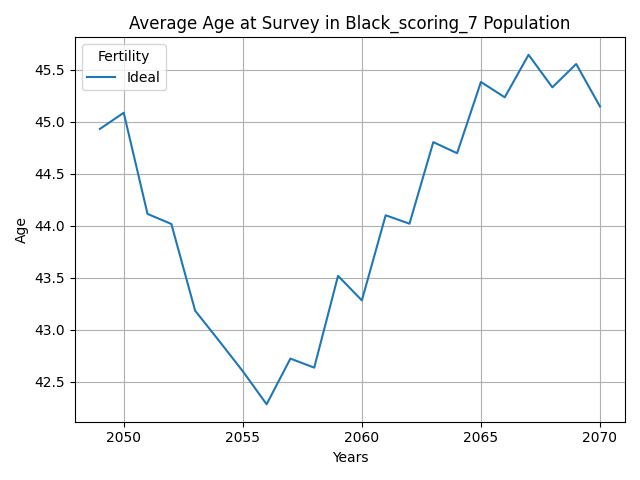 Average Age at Survey in Black_scoring_7 Population
Fertility
Ideal
45.5
45.0
44.5
44.0
43.5
43.0
42.5
Age
2050 2055 2060 2065 2070
Years